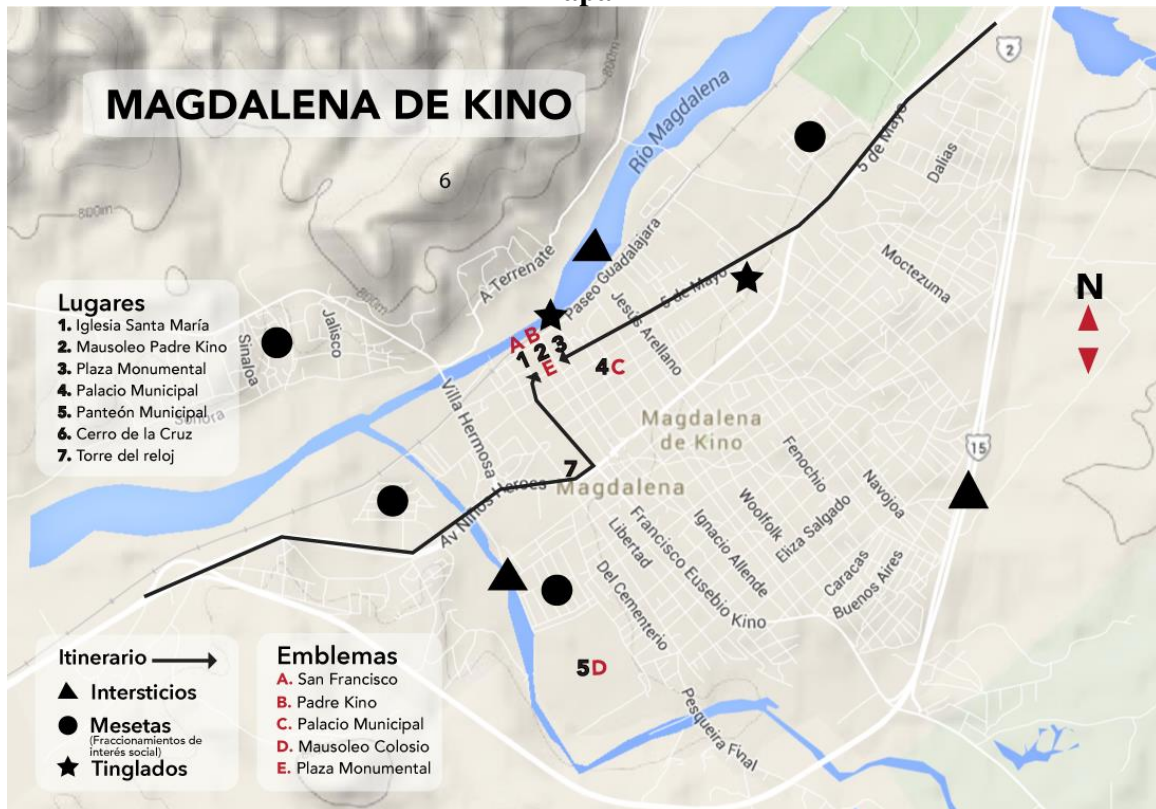 MAGDALENA DE KINO
2
800m
800m
800m
6
Río Magdalena
5 de Mayo
Dalias
Moctezuma
A Terrenate
Paseo Guadalajara
5 de Mayo
Jesús Arellano
N
Lugares
1. Iglesia Santa María
2. Mausoleo Padre Kino
3. Plaza Monumental
4. Palacio Municipal
5. Panteón Municipal
6. Cerro de la Cruz
7. Torre del reloj
Sinaloa
Jalisco
Sonora
A B
1 2 3
E
4C
Villa Hermosa
Magdalena
de Kino
7
Magdalena
Av Niños Heroes
15
Fenochio
Navojoa
Woolfolk
Eliza Salgado
Ignacio Allende
Francisco Eusebio Kino
Libertad
Caracas
Buenos Aires
Del Cementerio
5D
Pesqueira Fvnal
Itinerario
Intersticios
Mesetas
(Fraccionamientos de
interés social)
Tinglados
Emblemas
A. San Francisco
B. Padre Kino
C. Palacio Municipal
D. Mausoleo Colosio
E. Plaza Monumental